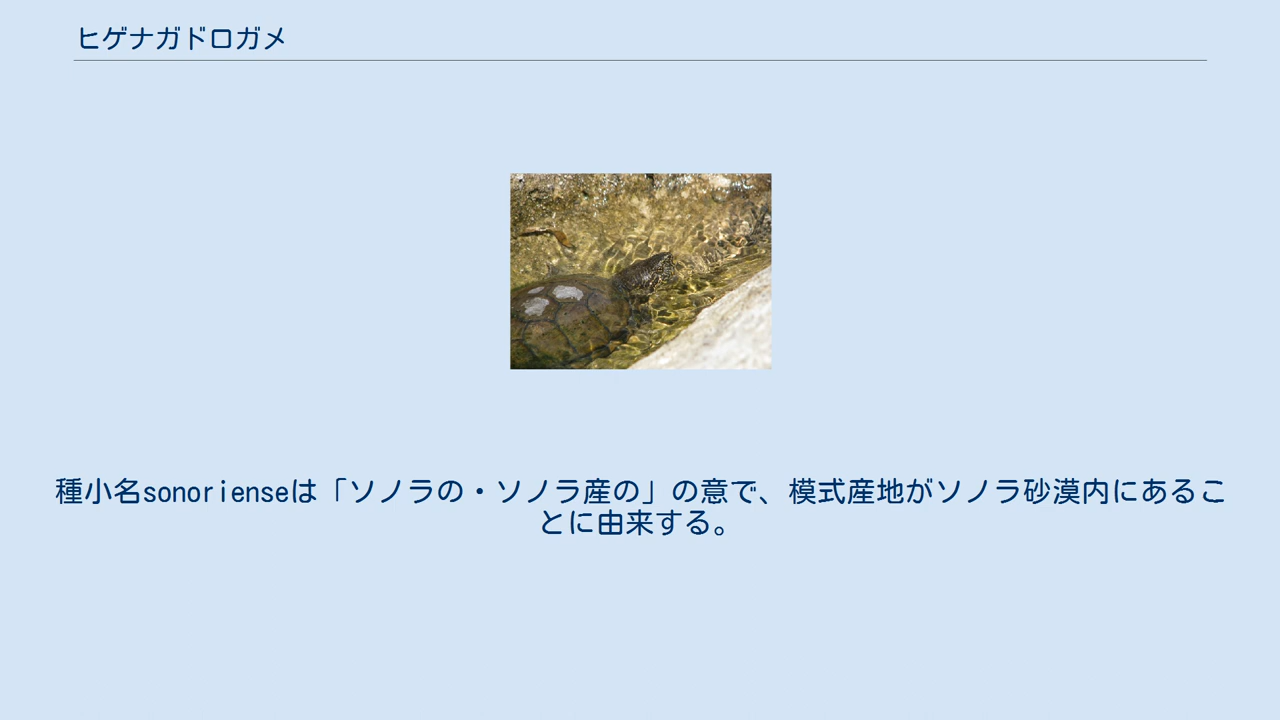 ヒゲナガドロガメ
種小名sonorienseは「ソノラの・ソノラ産の」の意で、模式産地がソノラ砂漠内にあるこ
とに由来する。